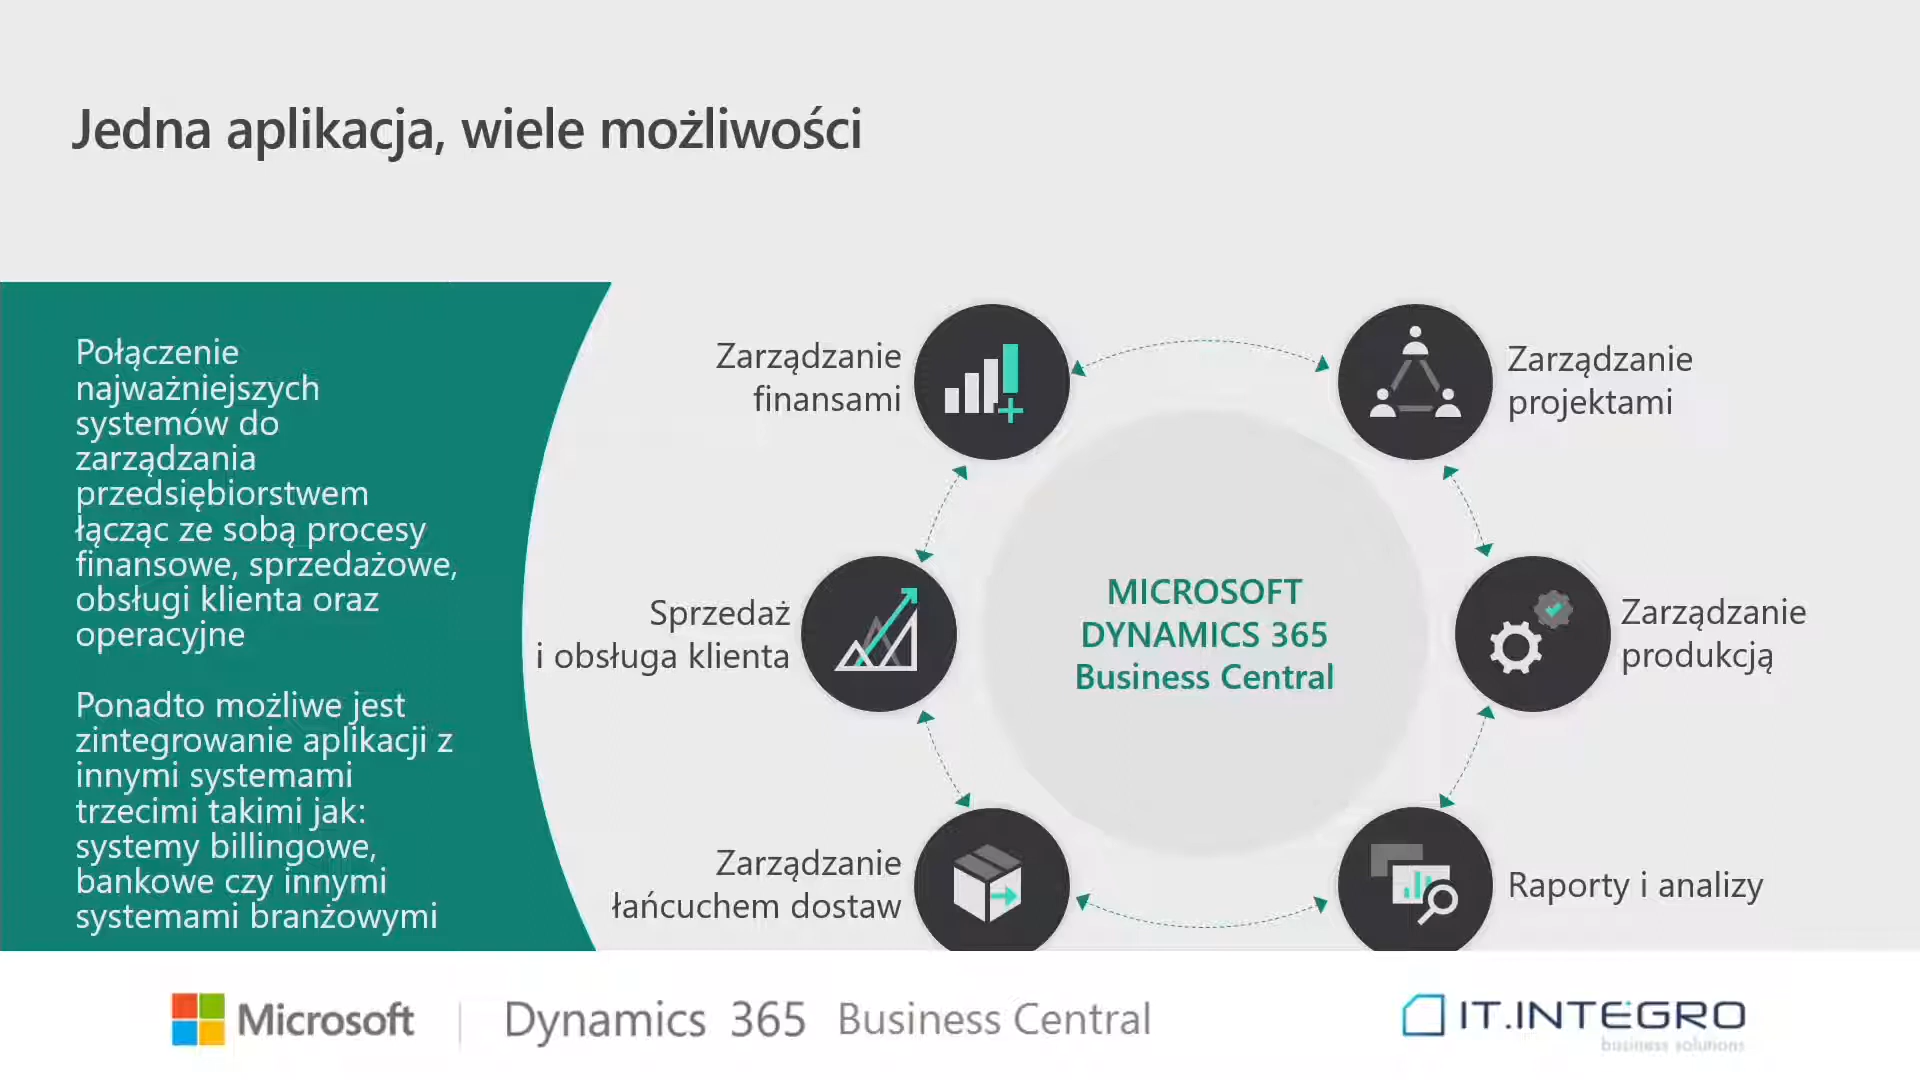 Jedna aplikacja, wiele możliwości
Połączenie
najważniejszych
systemów do
zarządzania
przedsiębiorstwem
łącząc ze sobą procesy
finansowe, sprzedażowe,
obsługi klienta oraz
operacyjne
Ponadto możliwe jest
zintegrowanie aplikacji z
innymi systemami
trzecimi takimi jak:
systemy billingowe,
bankowe czy innymi
systemami branżowymi
Zarządzanie
finansami
Zarządzanie
projektami
Sprzedaż
i obsługa klienta
MICROSOFT
DYNAMICS 365
Business Central
Zarządzanie
produkcją
Zarządzanie
łańcuchem dostaw
Raporty i analizy
Microsoft
Dynamics 365 Business Central
IT.INTEGRO
business solutions